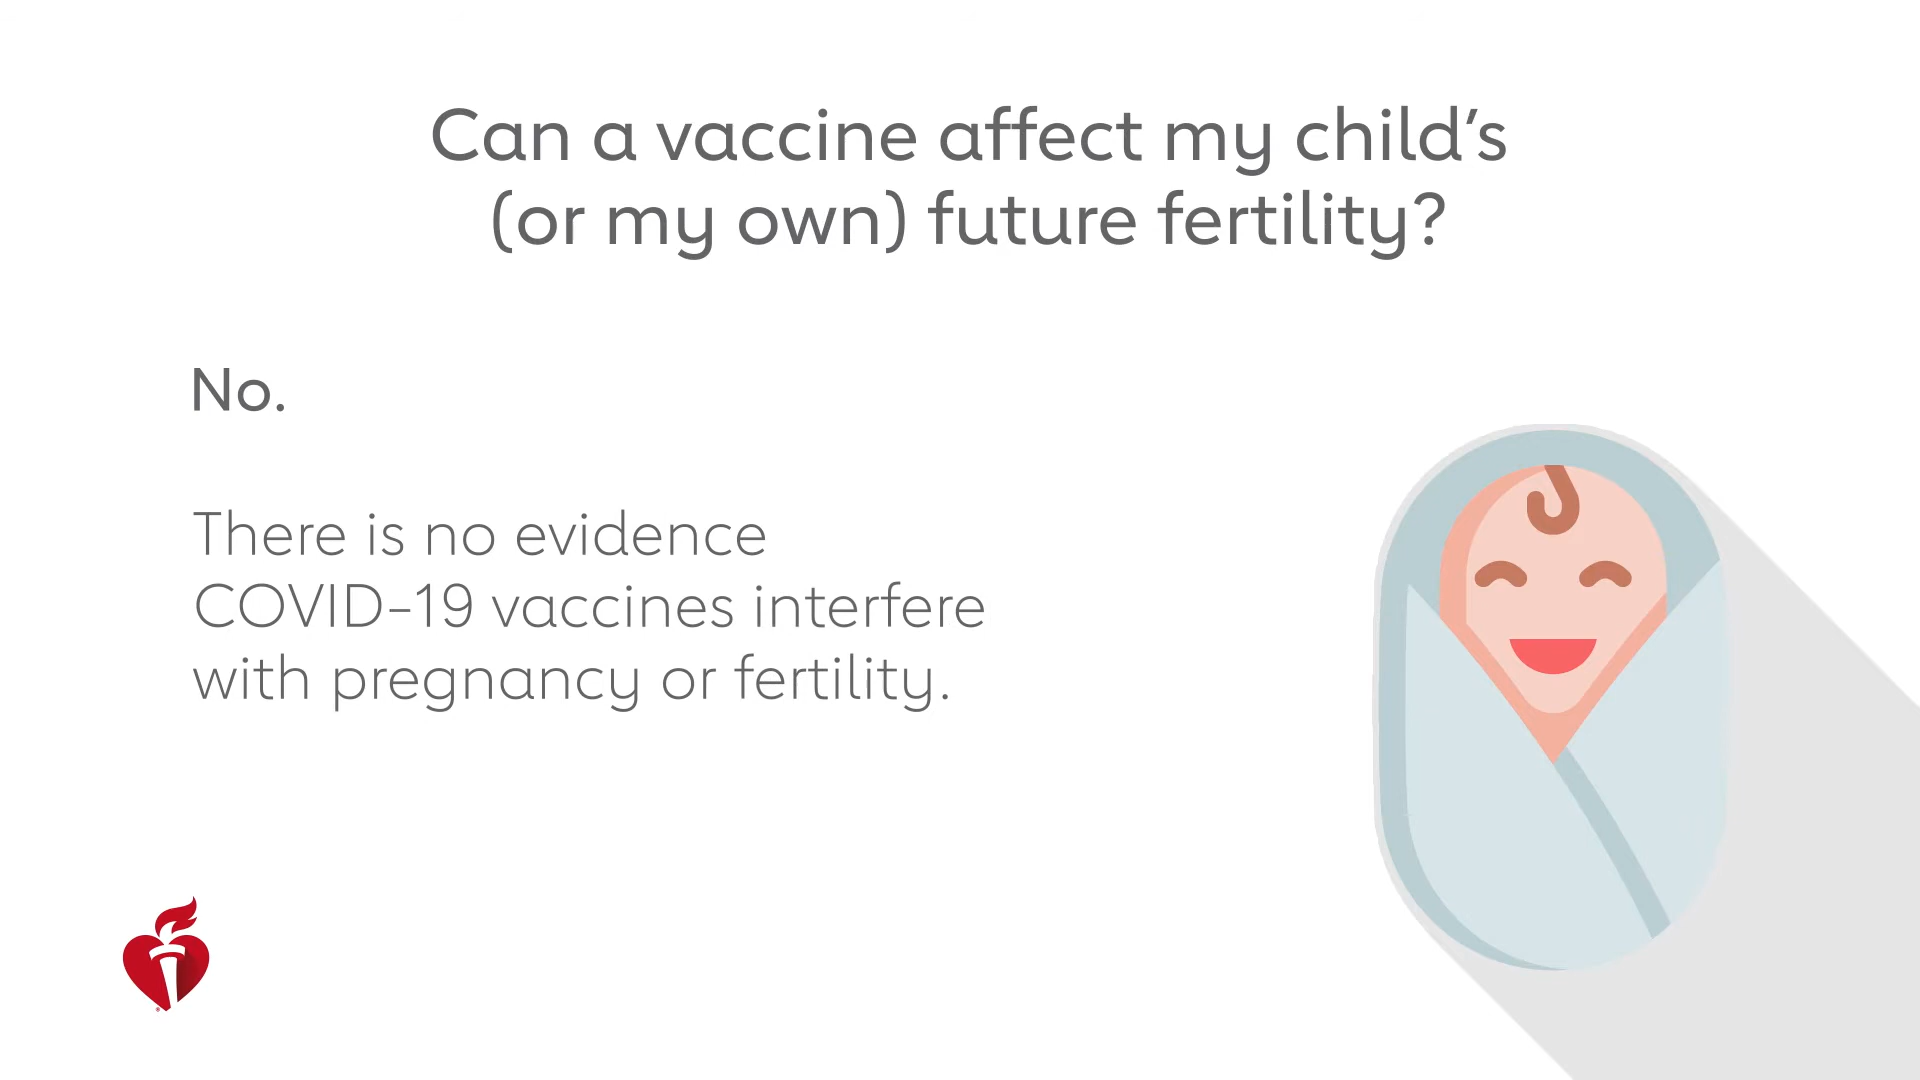 Can a vaccine affect my child's
(or my own) future fertility?
No.
There is no evidence
COVID-19 vaccines interfere
with pregnancy or fertility.